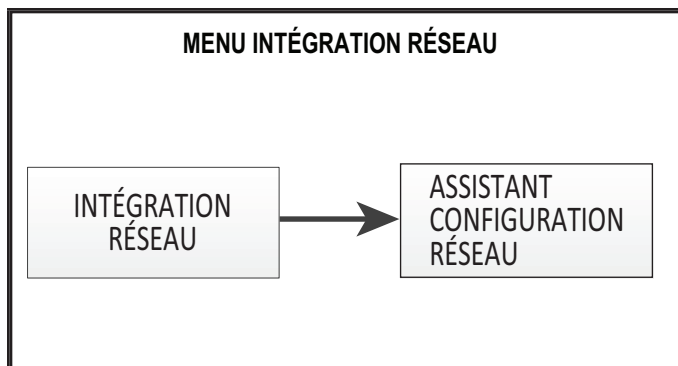 MENU INTÉGRATION RÉSEAU
INTÉGRATION
RÉSEAU
ASSISTANT
CONFIGURATION
RÉSEAU